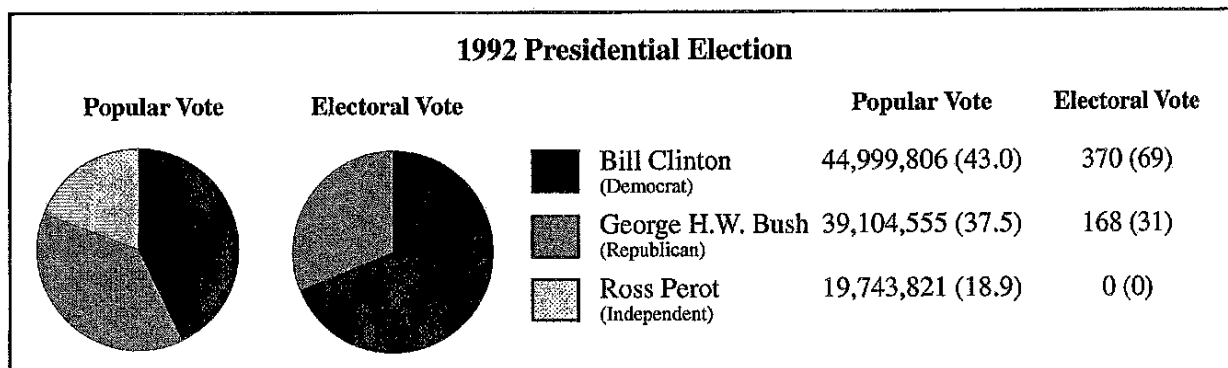 1992 Presidential Election
Popular Vote Electoral Vote
Popular Vote Electoral Vote
Bill Clinton 44,999,806 (43.0) 370 (69)
(Democrat)
George H.W. Bush 39,104,555 (37.5) 168 (31)
(Republican)
Ross Perot 19,743,821 (18.9) 0 (0)
(Independent)